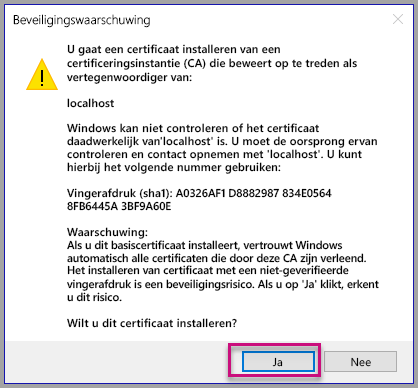 Beveiligingswaarschuwing
U gaat een certificaat installeren van een
certificeringsinstantie (CA) die beweert op te treden als
vertegenwoordiger van:
localhost
Windows kan niet controleren of het certificaat
daadwerkelijk van'localhost' is. U moet de oorsprong ervan
controleren en contact opnemen met 'localhost'. U kunt
hierbij het volgende nummer gebruiken:
Vingerafdruk (sha1): A0326AF1 D8882987 834E0564
8FB6445A 3BF9A60E
Waarschuwing:
Als u dit basiscertificaat installeert, vertrouwt Windows
automatisch alle certificaten die door deze CA zijn verleend.
Het installeren van certificaat met een niet-geverifieerde
vingerafdruk is een beveiligingsrisico. Als u op 'Ja' klikt, erkent
u dit risico.
Wilt u dit certificaat installeren?
Ja
Nee